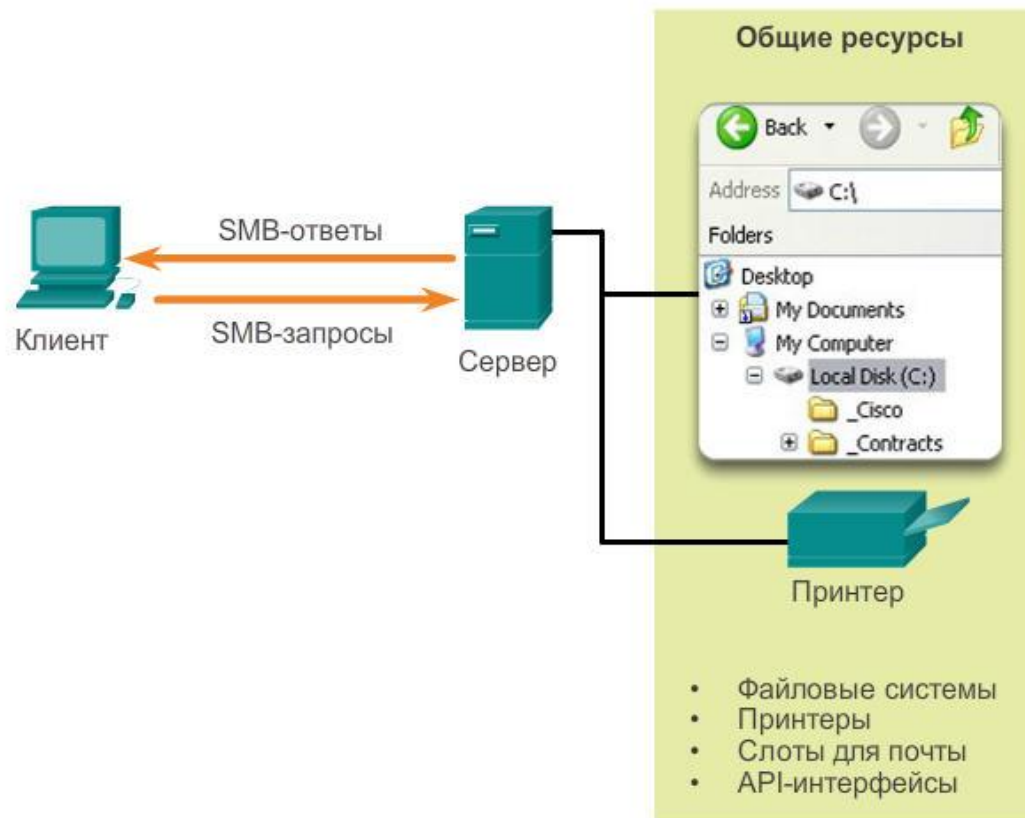 Общие ресурсы
Back
Address C:\
Folders
Desktop
My Documents
My Computer
Local Disk (C:)
_Cisco
_Contracts
SMB-ответы
SMB-запросы
Клиент
Сервер
Принтер
• Файловые системы
• Принтеры
• Слоты для почты
• API-интерфейсы